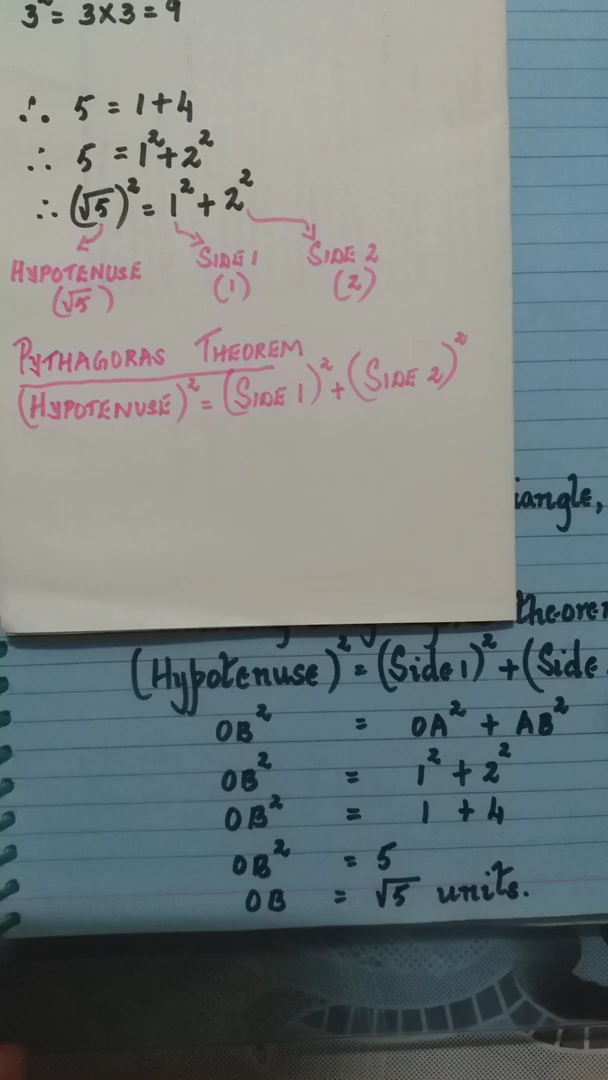 3² = 3×3 = 9
∴ 5 = 1+4
∴ 5 = 1²+2²
∴ (√5)² = 1² + 2²
HYPOTENUSE SIDE 1 SIDE 2
(√5) (1) (2)
PYTHAGORAS THEOREM
(HYPOTENUSE)² = (SIDE 1)² + (SIDE 2)²
iangle,
theorem
(Hypotenuse)² = (Side 1)² + (Side
OB² = OA² + AB²
OB² = 1² + 2²
OB² = 1 + 4
OB² = 5
OB = √5 units.